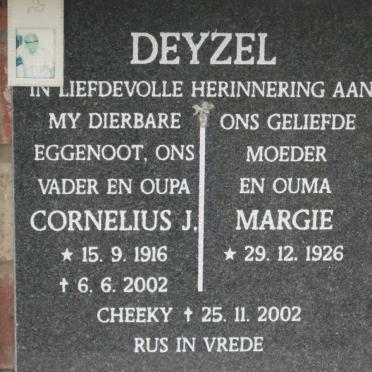 DEYZEL
IN LIEFDEVOLLE HERINNERING AAN
MY DIERBARE
EGGENOOT, ONS
VADER EN OUPA
CORNELIUS J.
★ 15. 9. 1916
✝ 6. 6. 2002
ONS GELIEFDE
MOEDER
EN OUMA
MARGIE
★ 29. 12. 1926
CHEEKY ✝ 25. 11. 2002
RUS IN VREDE